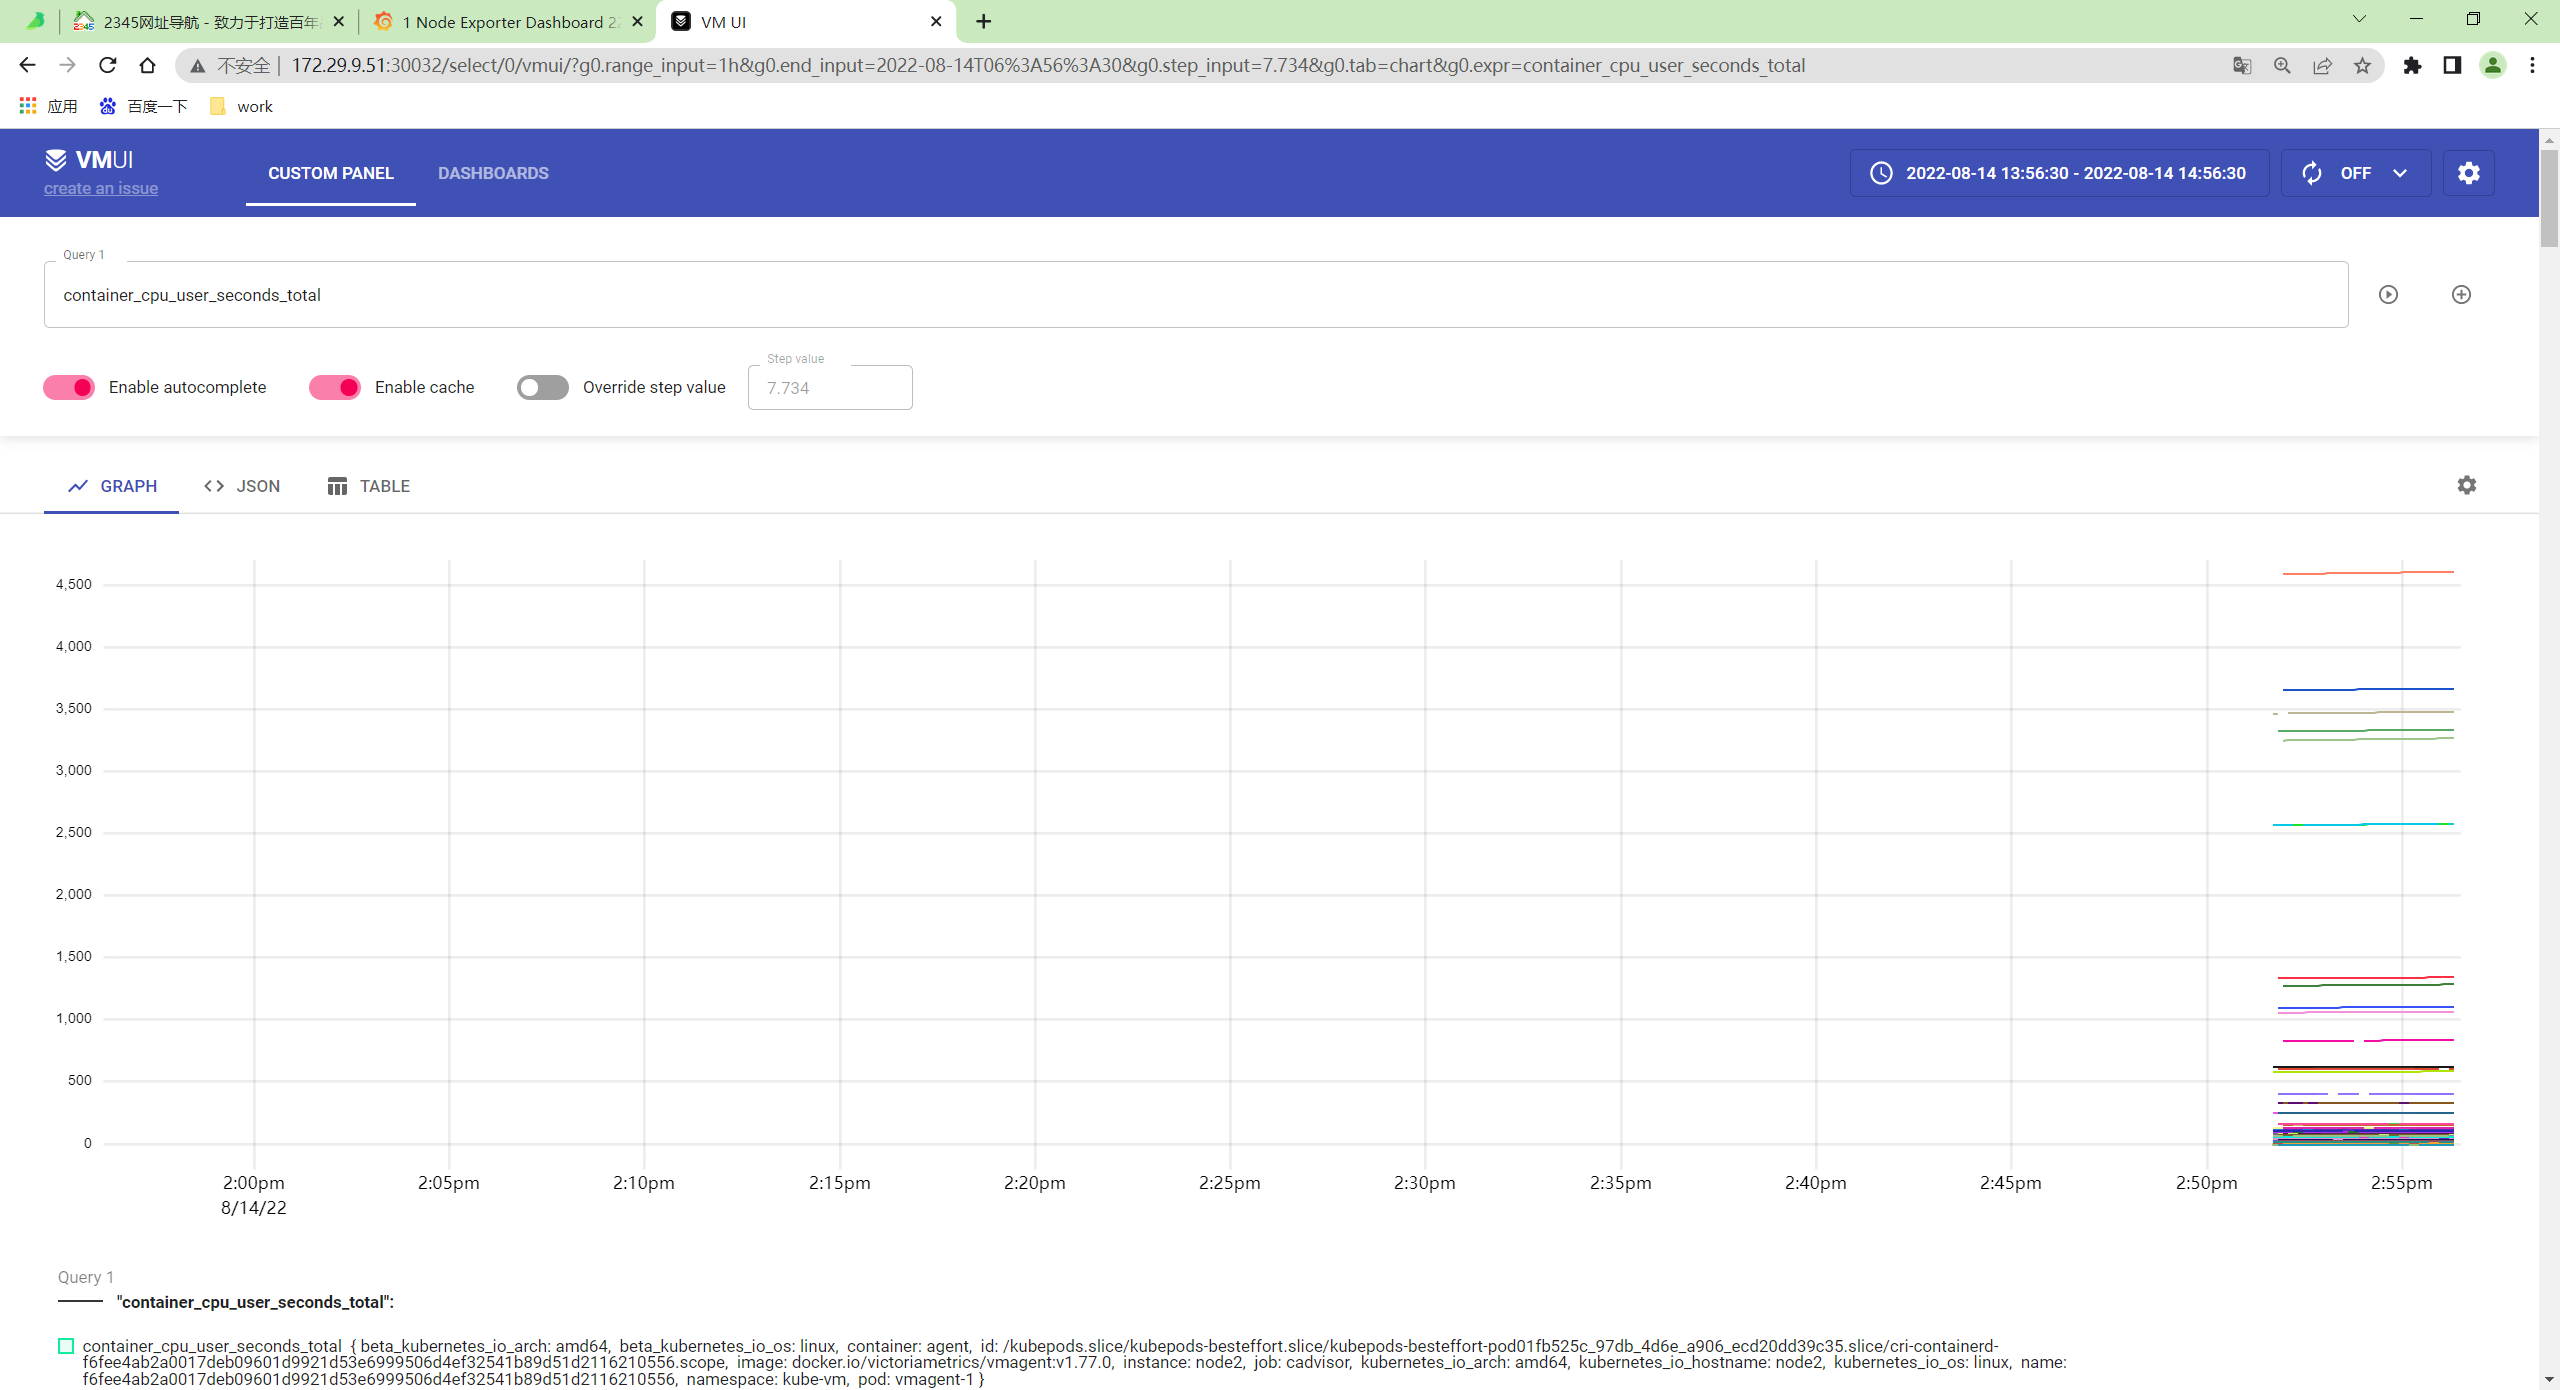 2345网址导航 - 致力于打造百年
1 Node Exporter Dashboard 22
VM UI
不安全
172.29.9.51:30032/select/0/vmui/?g0.range_input=1h&g0.end_input=2022-08-14T06%3A56%3A30&g0.step_input=7.734&g0.tab=chart&g0.expr=container_cpu_user_seconds_total
应用
百度一下
work
VMUI
create an issue
CUSTOM PANEL
DASHBOARDS
2022-08-14 13:56:30 - 2022-08-14 14:56:30
OFF
Query 1
container_cpu_user_seconds_total
Enable autocomplete
Enable cache
Override step value
Step value
7.734
GRAPH
JSON
TABLE
4,500
4,000
3,500
3,000
2,500
2,000
1,500
1,000
500
0
2:00pm 2:05pm 2:10pm 2:15pm 2:20pm 2:25pm 2:30pm 2:35pm 2:40pm 2:45pm 2:50pm 2:55pm
8/14/22
Query 1
"container_cpu_user_seconds_total":
container_cpu_user_seconds_total { beta_kubernetes_io_arch: amd64, beta_kubernetes_io_os: linux, container: agent, id: /kubepods.slice/kubepods-besteffort.slice/kubepods-besteffort-pod01fb525c_97db_4d6e_a906_ecd20dd39c35.slice/cri-containerd-
f6fee4ab2a0017deb09601d9921d53e6999506d4ef32541b89d51d2116210556.scope, image: docker.io/victoriametrics/vmagent:v1.77.0, instance: node2, job: cadvisor, kubernetes_io_arch: amd64, kubernetes_io_hostname: node2, kubernetes_io_os: linux, name:
f6fee4ab2a0017deb09601d9921d53e6999506d4ef32541b89d51d2116210556, namespace: kube-vm, pod: vmagent-1 }